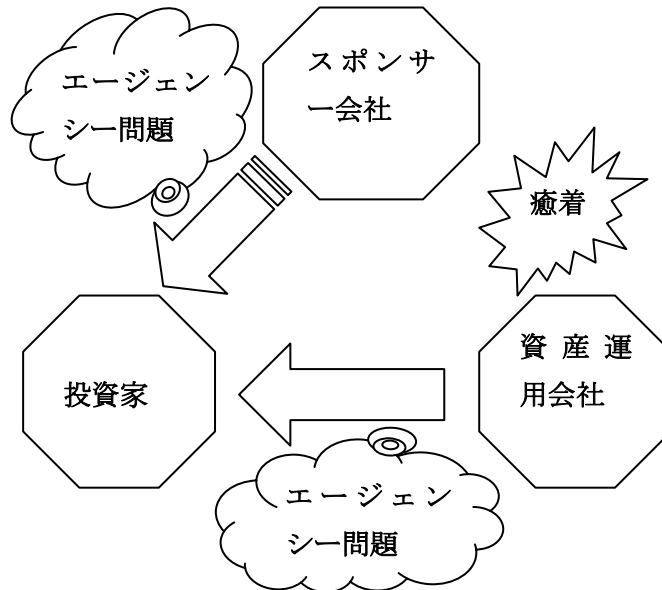 エージェン
シー問題
スポンサ
ー会社
癒着
投資家
資産運
用会社
エージェン
シー問題